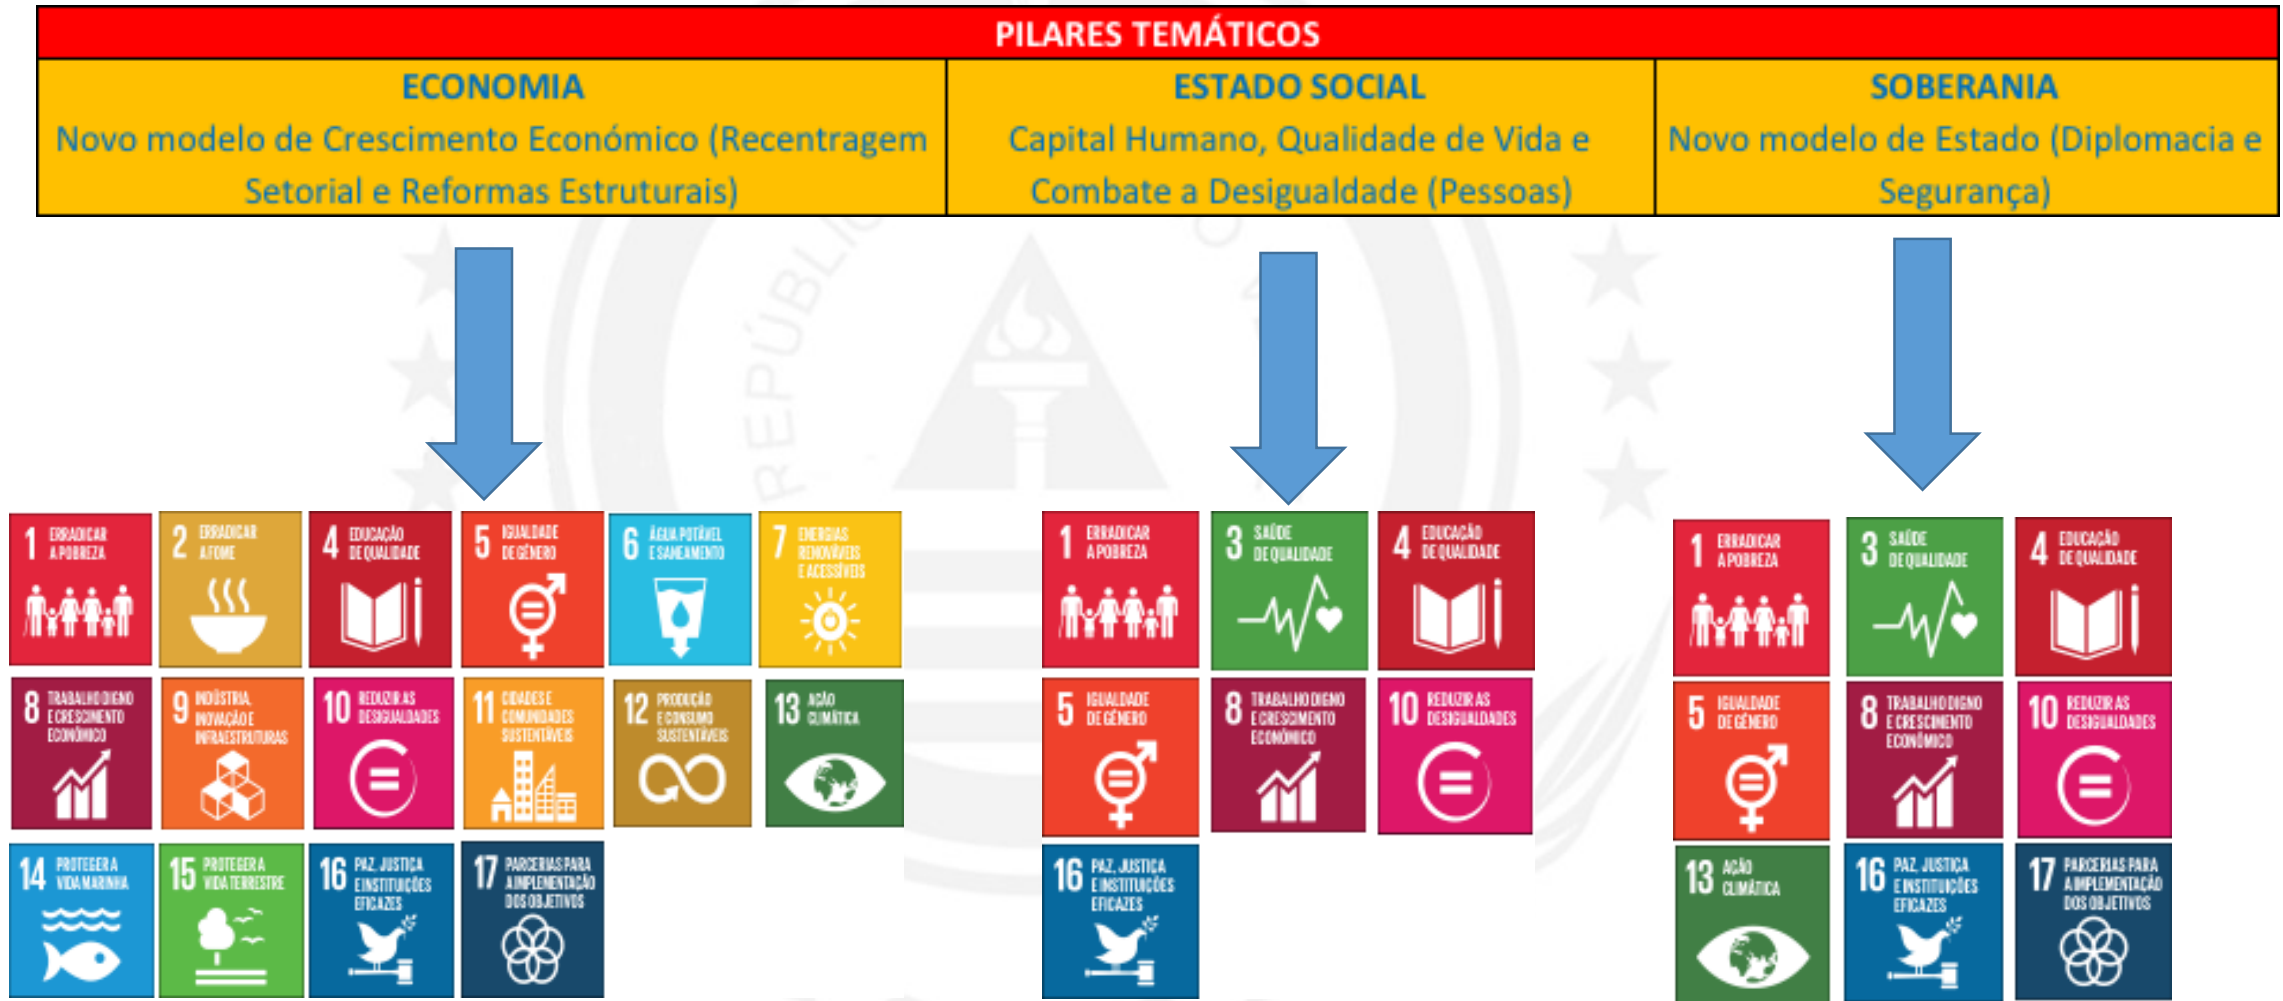 PILARES TEMÁTICOS
ECONOMIA
Novo modelo de Crescimento Económico (Recentragem
Setorial e Reformas Estruturais)
ESTADO SOCIAL
Capital Humano, Qualidade de Vida e
Combate a Desigualdade (Pessoas)
SOBERANIA
Novo modelo de Estado (Diplomacia e
Segurança)
1 ERRADICAR
A POBREZA
2 ERRADICAR
A FOME
4 EDUCAÇÃO
DE QUALIDADE
5 IGUALDADE
DE GÉNERO
6 ÁGUA POTÁVEL
E SANEAMENTO
7 ENERGIAS
RENOVÁVEIS
E ACESSÍVEIS
8 TRABALHO DIGNO
E CRESCIMENTO
ECONÓMICO
9 INDÚSTRIA,
INOVAÇÃO E
INFRAESTRUTURAS
10 REDUZIR AS
DESIGUALDADES
11 CIDADES E
COMUNIDADES
SUSTENTÁVEIS
12 PRODUÇÃO
E CONSUMO
SUSTENTÁVEIS
13 AÇÃO
CLIMÁTICA
14 PROTEGER A
VIDA MARINHA
15 PROTEGER A
VIDA TERRESTRE
16 PAZ, JUSTIÇA
E INSTITUIÇÕES
EFICAZES
17 PARCERIAS PARA
A IMPLEMENTAÇÃO
DOS OBJETIVOS
1 ERRADICAR
A POBREZA
3 SAÚDE
DE QUALIDADE
4 EDUCAÇÃO
DE QUALIDADE
5 IGUALDADE
DE GÉNERO
8 TRABALHO DIGNO
E CRESCIMENTO
ECONÓMICO
10 REDUZIR AS
DESIGUALDADES
16 PAZ, JUSTIÇA
E INSTITUIÇÕES
EFICAZES
1 ERRADICAR
A POBREZA
3 SAÚDE
DE QUALIDADE
4 EDUCAÇÃO
DE QUALIDADE
5 IGUALDADE
DE GÉNERO
8 TRABALHO DIGNO
E CRESCIMENTO
ECONÓMICO
10 REDUZIR AS
DESIGUALDADES
13 AÇÃO
CLIMÁTICA
16 PAZ, JUSTIÇA
E INSTITUIÇÕES
EFICAZES
17 PARCERIAS PARA
A IMPLEMENTAÇÃO
DOS OBJETIVOS